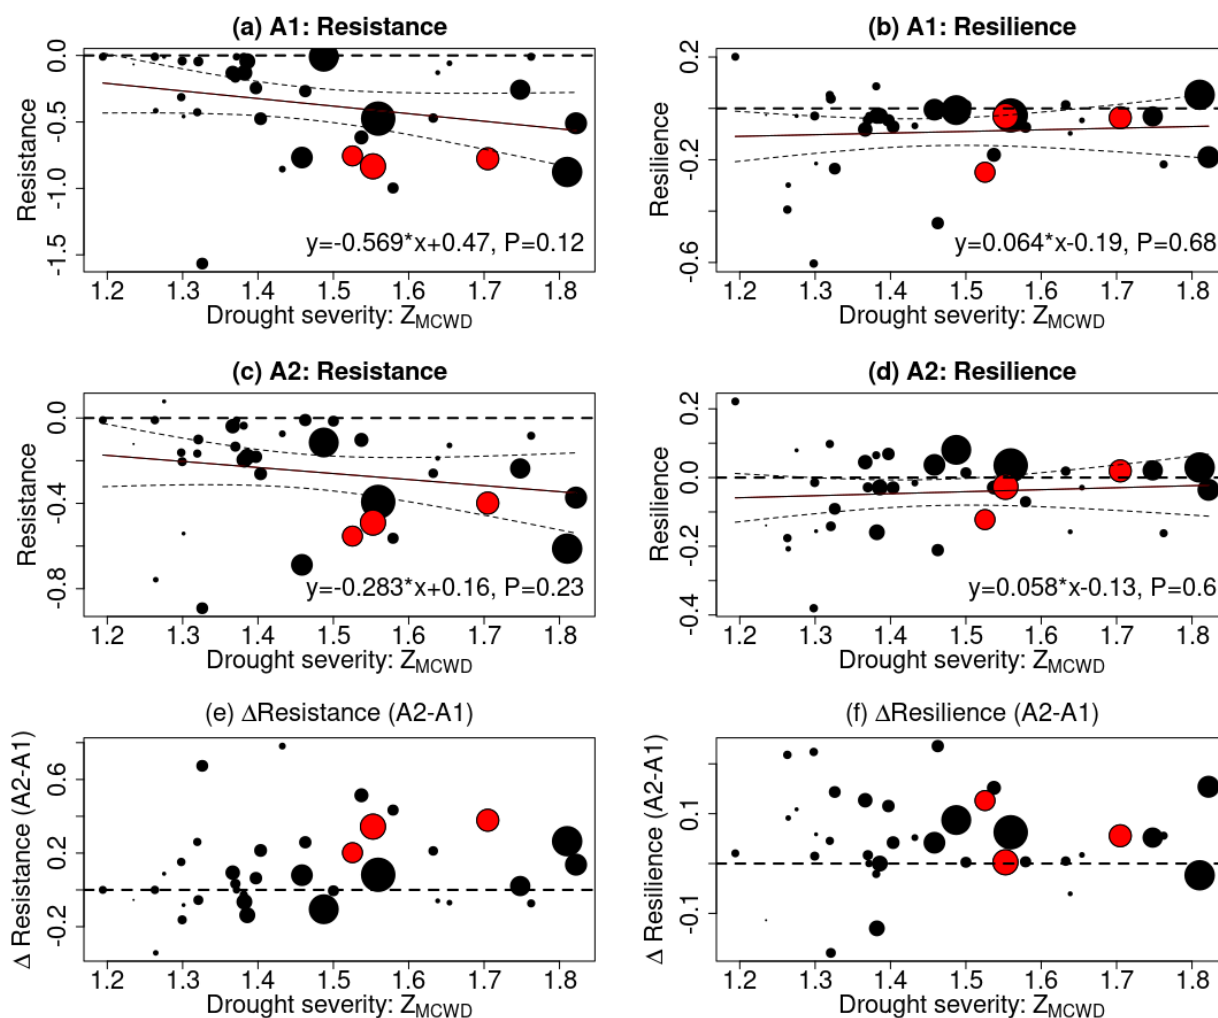 (a) A1: Resistance
Resistance
0.0
-0.5
-1.0
-1.5
y=-0.569*x+0.47, P=0.12
1.2 1.3 1.4 1.5 1.6 1.7 1.8
Drought severity: Z_MCWD
(b) A1: Resilience
Resilience
0.2
-0.2
-0.6
y=0.064*x-0.19, P=0.68
1.2 1.3 1.4 1.5 1.6 1.7 1.8
Drought severity: Z_MCWD
(c) A2: Resistance
Resistance
0.0
-0.4
-0.8
y=-0.283*x+0.16, P=0.23
1.2 1.3 1.4 1.5 1.6 1.7 1.8
Drought severity: Z_MCWD
(d) A2: Resilience
Resilience
0.2
0.0
-0.2
-0.4
y=0.058*x-0.13, P=0.6
1.2 1.3 1.4 1.5 1.6 1.7 1.8
Drought severity: Z_MCWD
(e) ΔResistance (A2-A1)
Δ Resistance (A2-A1)
0.6
0.2
-0.2
1.2 1.3 1.4 1.5 1.6 1.7 1.8
Drought severity: Z_MCWD
(f) ΔResilience (A2-A1)
Δ Resilience (A2-A1)
0.1
-0.1
1.2 1.3 1.4 1.5 1.6 1.7 1.8
Drought severity: Z_MCWD